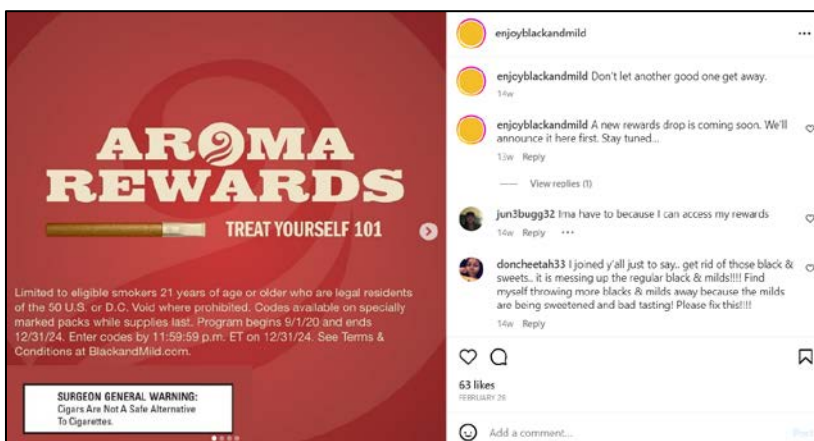 AROMA
REWARDS
TREAT YOURSELF 101
Limited to eligible smokers 21 years of age or older who are legal residents
of the 50 U.S. or D.C. Void where prohibited. Codes available on specially
marked packs while supplies last. Program begins 9/1/20 and ends
12/31/24. Enter codes by 11:59:59 p.m. ET on 12/31/24. See Terms &
Conditions at BlackandMild.com.
SURGEON GENERAL WARNING:
Cigars Are Not A Safe Alternative
To Cigarettes.
enjoyblackandmild
enjoyblackandmild Don't let another good one get away.
14w
enjoyblackandmild A new rewards drop is coming soon. We'll
announce it here first. Stay tuned...
13w Reply
View replies (1)
jun3bugg32 Ima have to because I can access my rewards
14w Reply
doncheetah33 I joined y'all just to say.. get rid of those black &
sweets.. it is messing up the regular black & milds!!!! Find
myself throwing more blacks & milds away because the milds
are being sweetened and bad tasting! Please fix this!!!!
14w Reply
63 likes
FEBRUARY 26
Add a comment...
Post